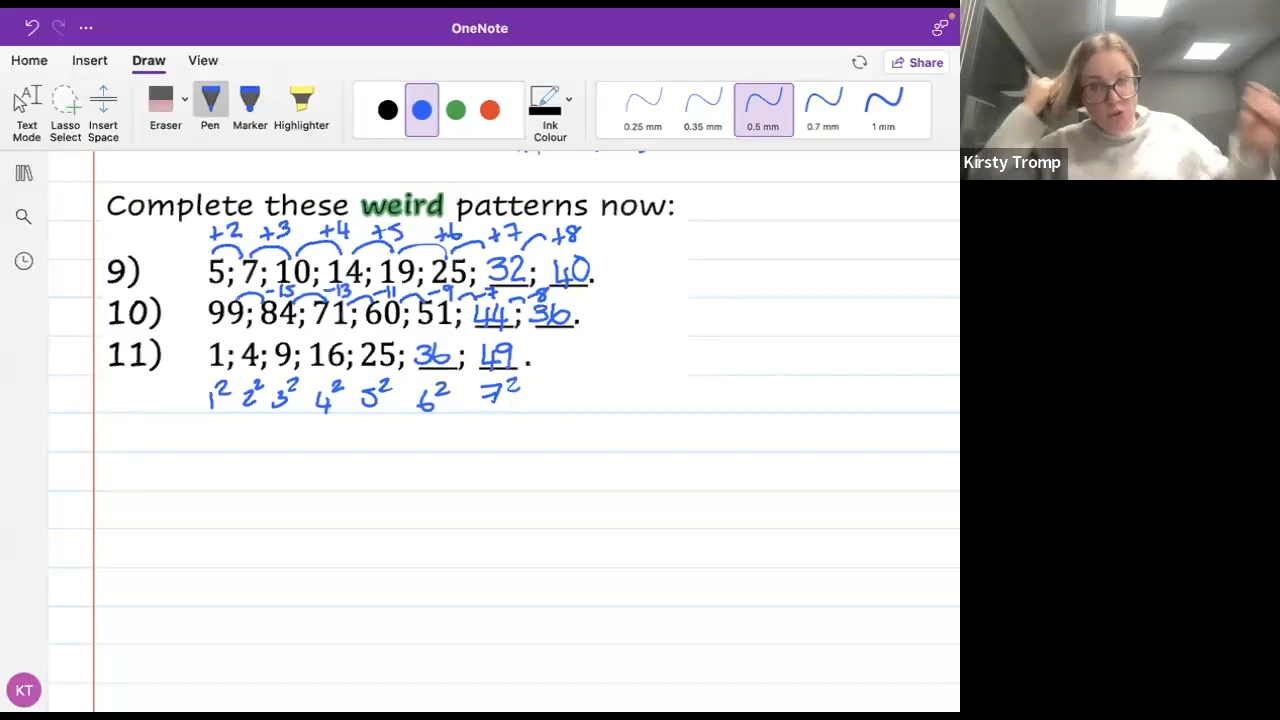 OneNote
Home Insert Draw View Share
Text Mode Lasso Select Insert Space Eraser Pen Marker Highlighter Ink Colour 0.25 mm 0.35 mm 0.5 mm 0.7 mm 1 mm
Kirsty Tromp
Complete these weird patterns now:
+2 +3 +4 +5 +6 +7 +8
9) 5; 7; 10; 14; 19; 25; 32; 40.
-15 -13 -11 -9 -7 -8
10) 99; 84; 71; 60; 51; 44; 36.
11) 1; 4; 9; 16; 25; 36; 49.
1² 2² 3² 4² 5² 6² 7²
KT